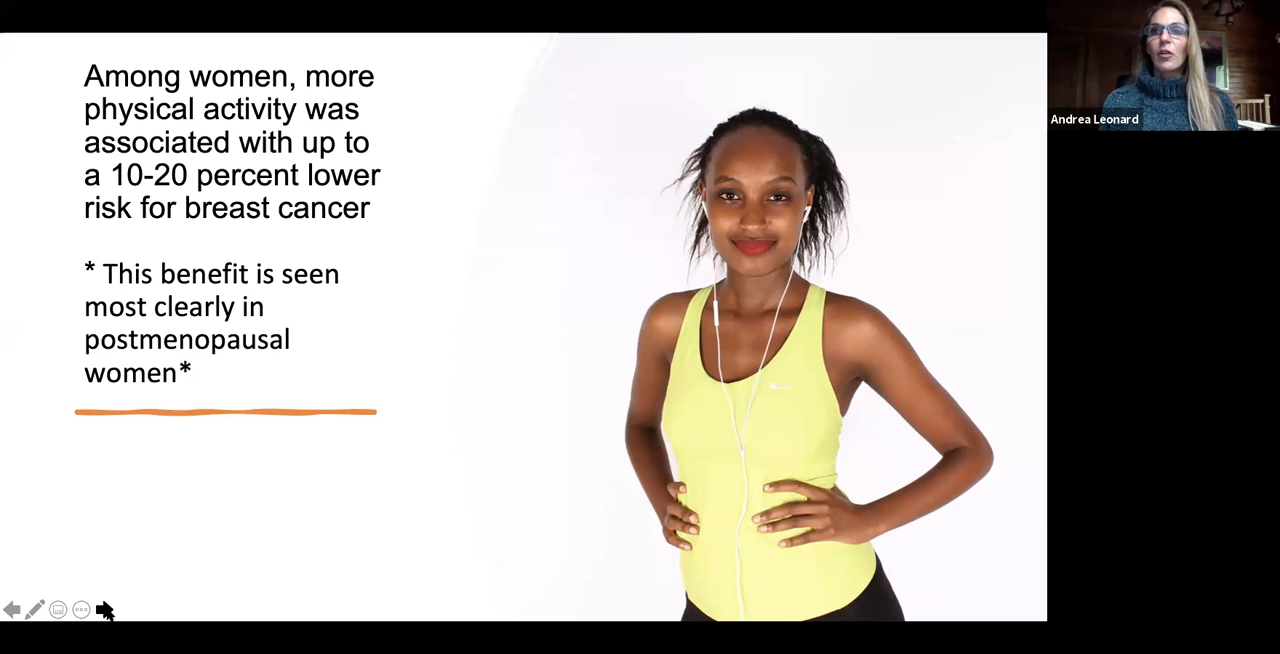 Among women, more
physical activity was
associated with up to
a 10-20 percent lower
risk for breast cancer
* This benefit is seen
most clearly in
postmenopausal
women*
Andrea Leonard